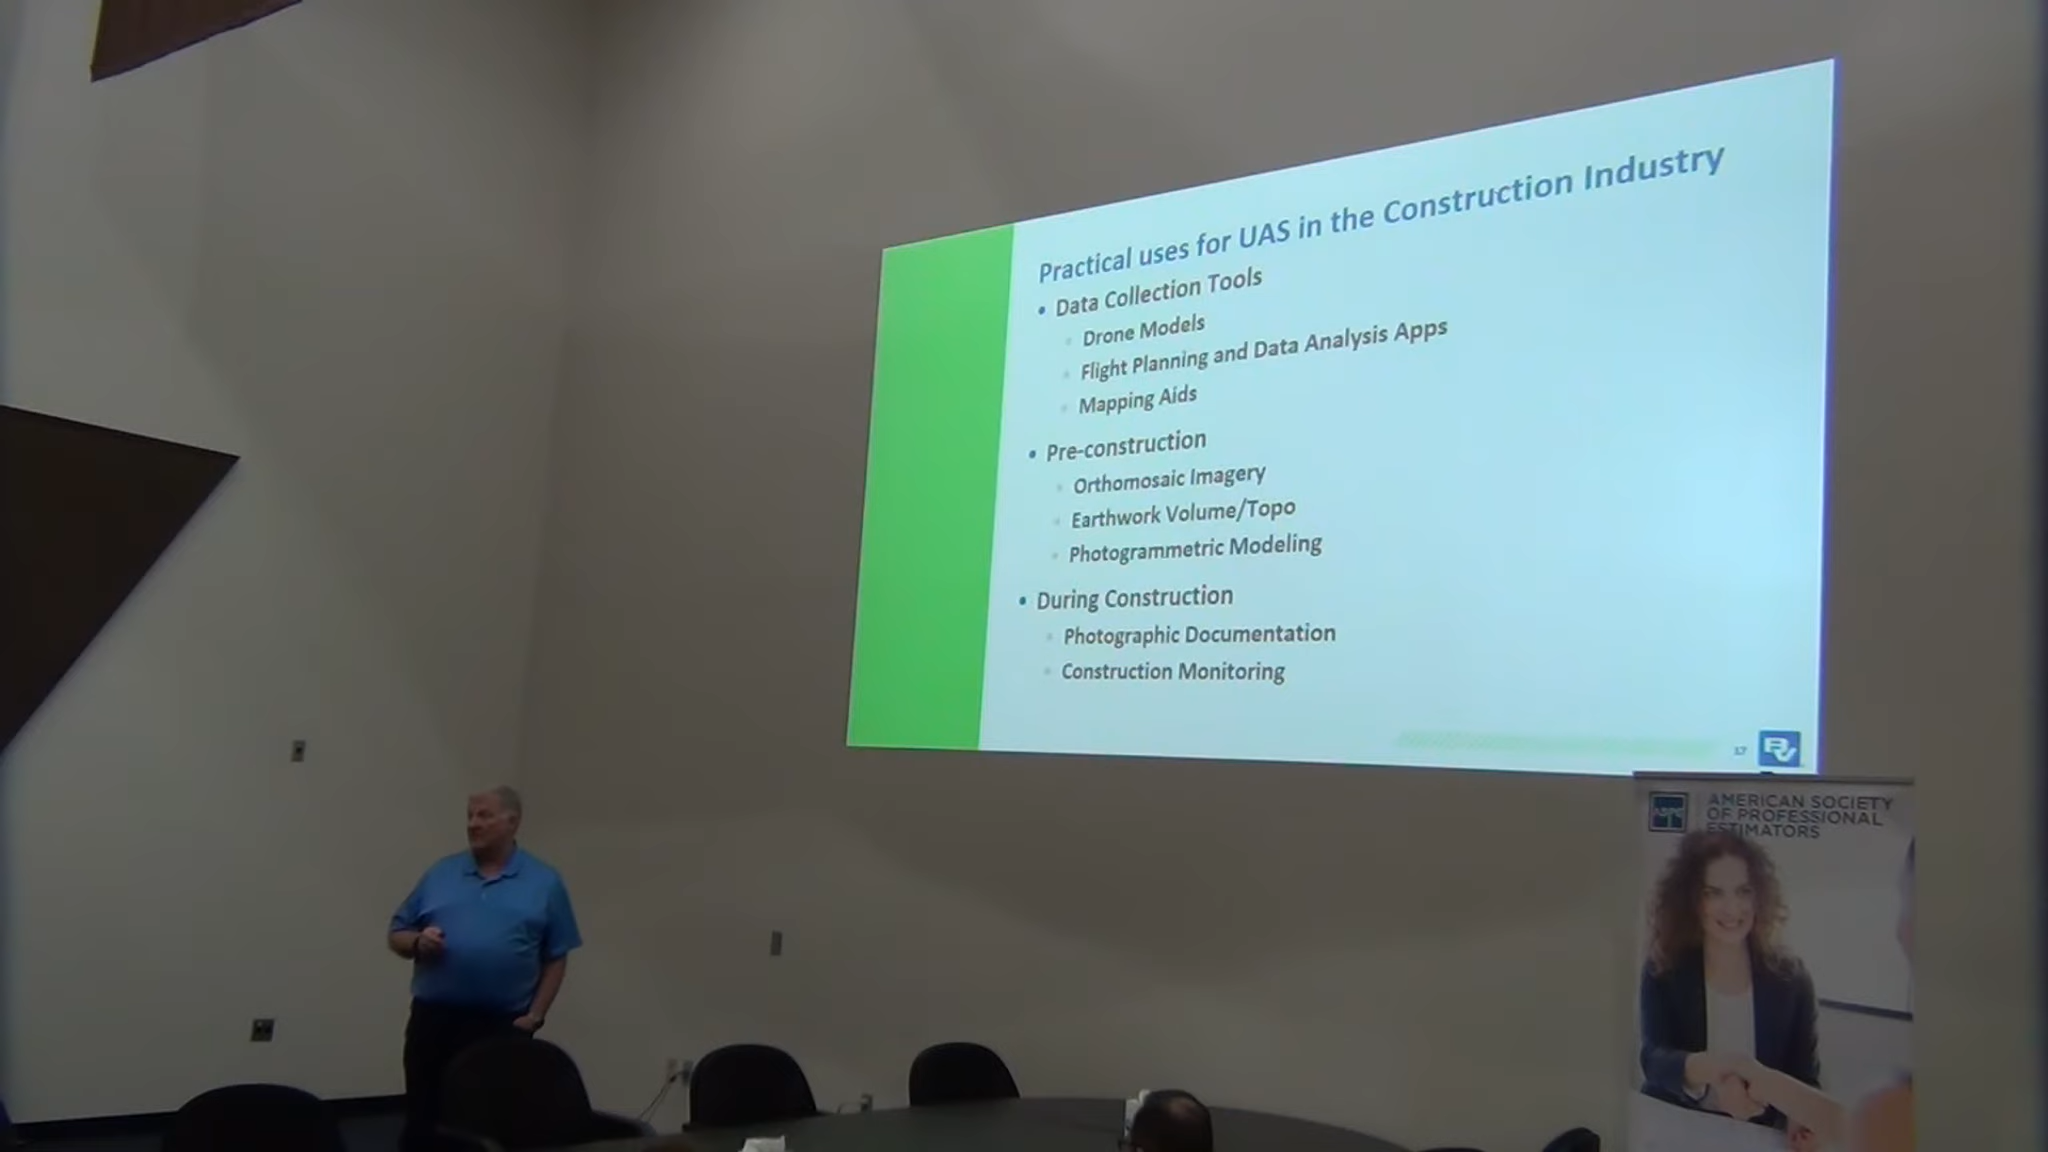 Practical uses for UAS in the Construction Industry
• Data Collection Tools
Drone Models
Flight Planning and Data Analysis Apps
Mapping Aids
• Pre-construction
Orthomosaic Imagery
Earthwork Volume/Topo
Photogrammetric Modeling
• During Construction
Photographic Documentation
Construction Monitoring
17
BV
AMERICAN SOCIETY
OF PROFESSIONAL
ESTIMATORS